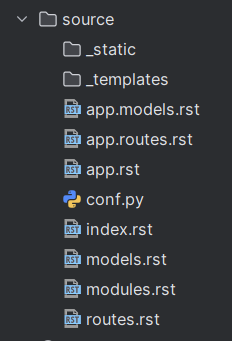 source
_static
_templates
app.models.rst
app.routes.rst
app.rst
conf.py
index.rst
models.rst
modules.rst
routes.rst